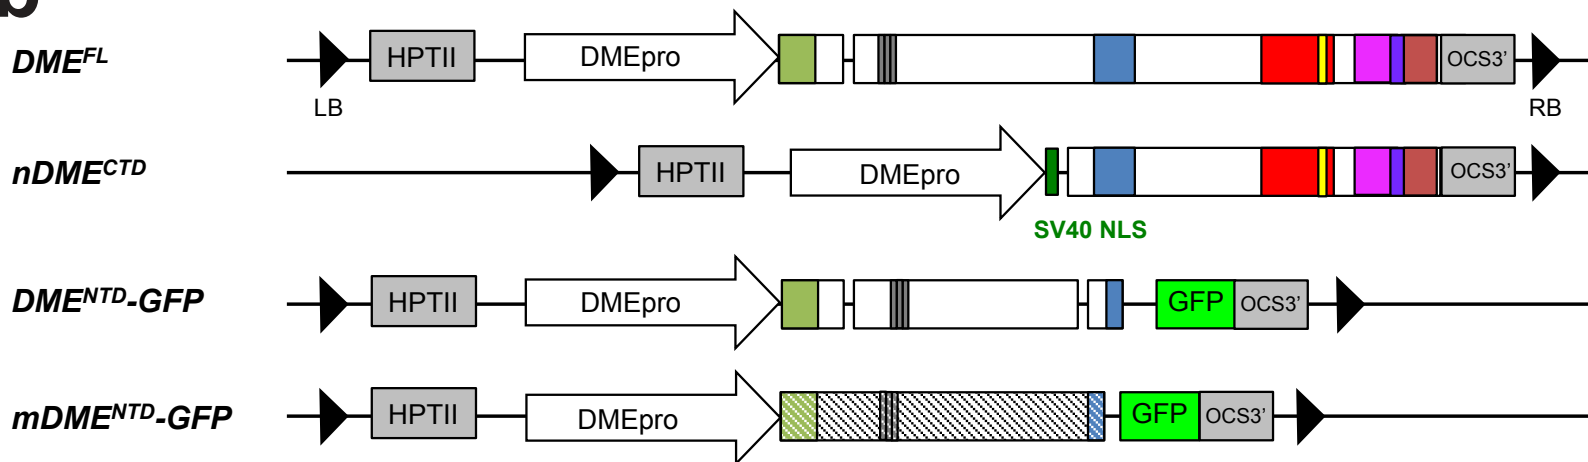 b
DME^FL HPTII DMEpro OCS3'
LB RB
nDME^CTD HPTII DMEpro OCS3'
SV40 NLS
DME^NTD-GFP HPTII DMEpro GFP OCS3'
mDME^NTD-GFP HPTII DMEpro GFP OCS3'